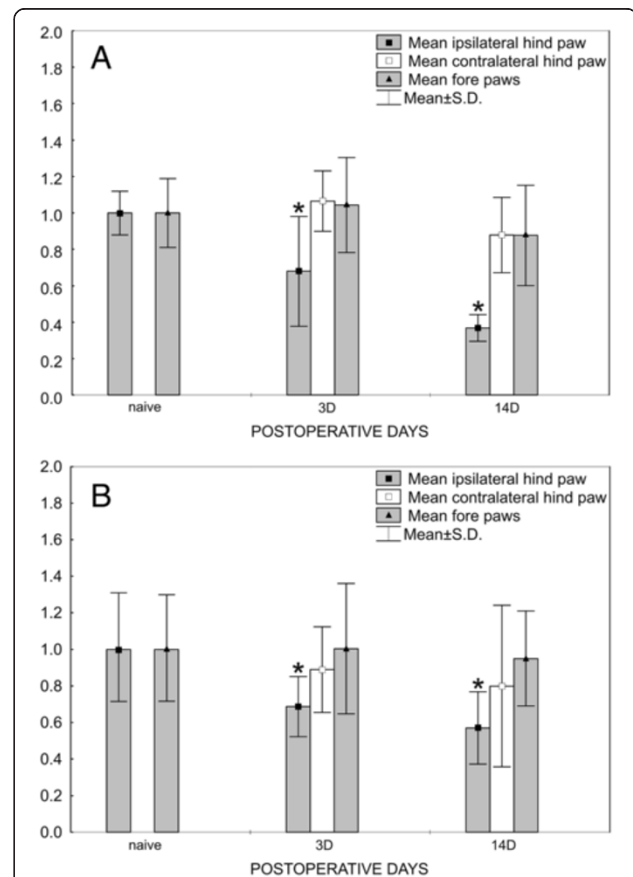 2.0
A
Mean ipsilateral hind paw
1.8
Mean contralateral hind paw
Mean fore paws
1.6
Mean±S.D.
1.4
1.2
*
1.0
0.8
0.6
*
0.4
0.2
0.0
naive 3D 14D
POSTOPERATIVE DAYS
2.0
B
Mean ipsilateral hind paw
1.8
Mean contralateral hind paw
Mean fore paws
1.6
Mean±S.D.
1.4
1.2
1.0
* *
0.8
0.6
0.4
0.2
0.0
naive 3D 14D
POSTOPERATIVE DAYS